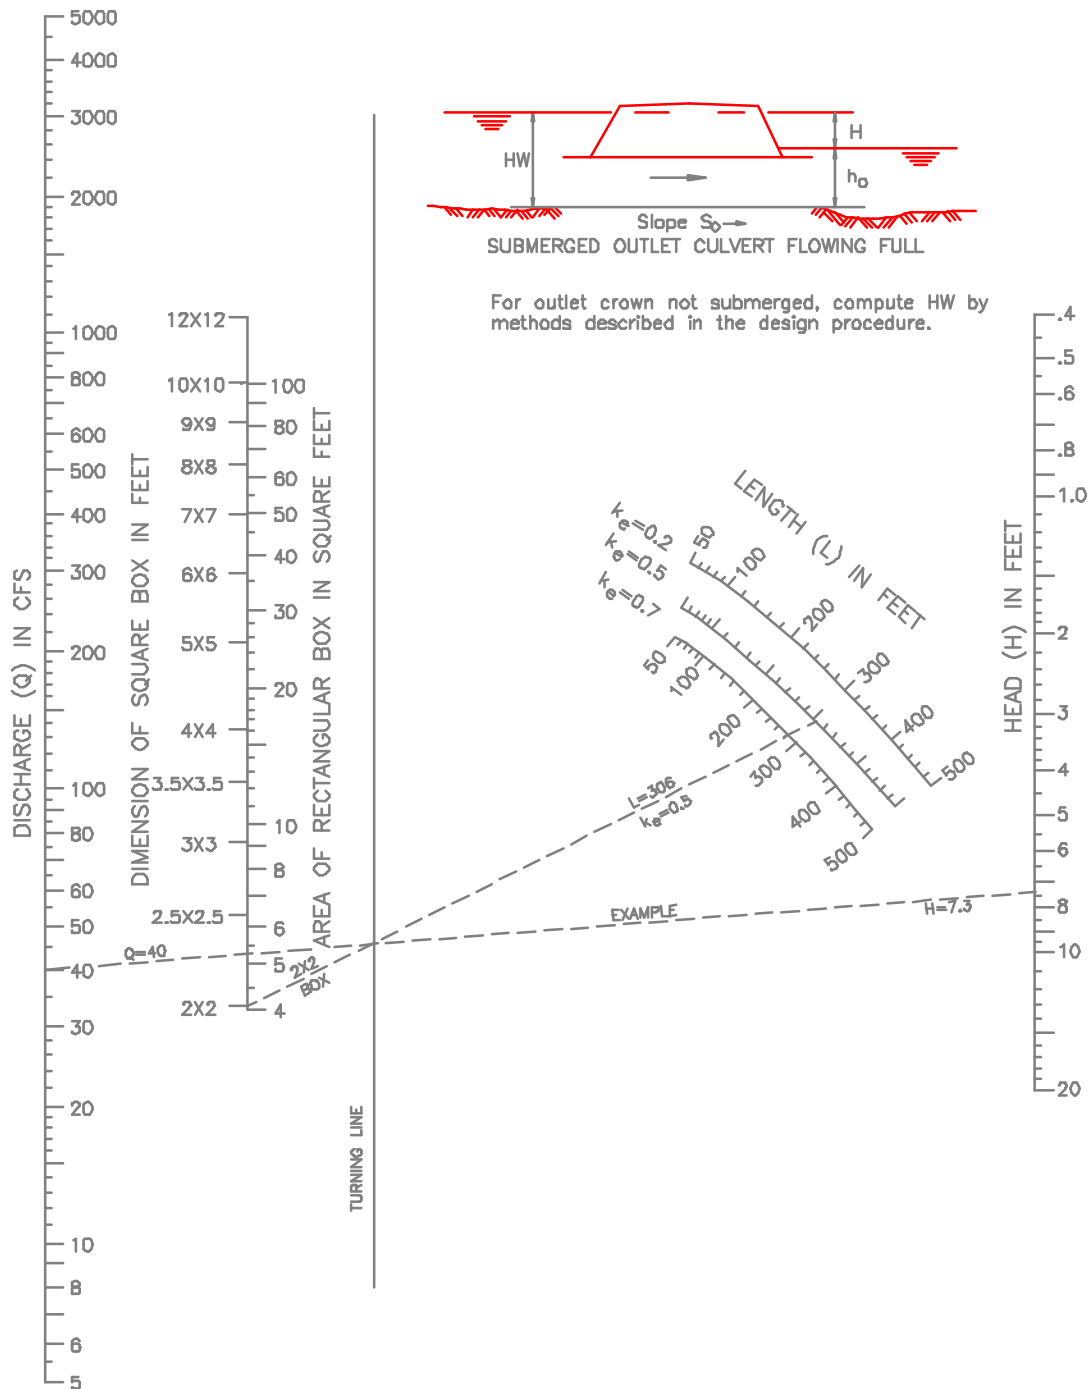 5000
4000
3000
2000
1000
800
600
500
400
300
200
100
80
60
50
40
30
20
10
8
6
5
DISCHARGE (Q) IN CFS
12X12
10X10
9X9
8X8
7X7
6X6
5X5
4X4
3.5X3.5
3X3
2.5X2.5
2X2
DIMENSION OF SQUARE BOX IN FEET
100
80
60
50
40
30
20
10
8
6
5
4
AREA OF RECTANGULAR BOX IN SQUARE FEET
TURNING LINE
HW
H
ho
Slope So
SUBMERGED OUTLET CULVERT FLOWING FULL
For outlet crown not submerged, compute HW by
methods described in the design procedure.
LENGTH (L) IN FEET
ke=0.2
ke=0.5
ke=0.7
50
100
200
300
400
500
50
100
200
300
400
500
L=306
ke=0.5
Q=40
2X2
BOX
EXAMPLE
H=7.3
.4
.5
.6
.8
1.0
2
3
4
5
6
8
10
20
HEAD (H) IN FEET